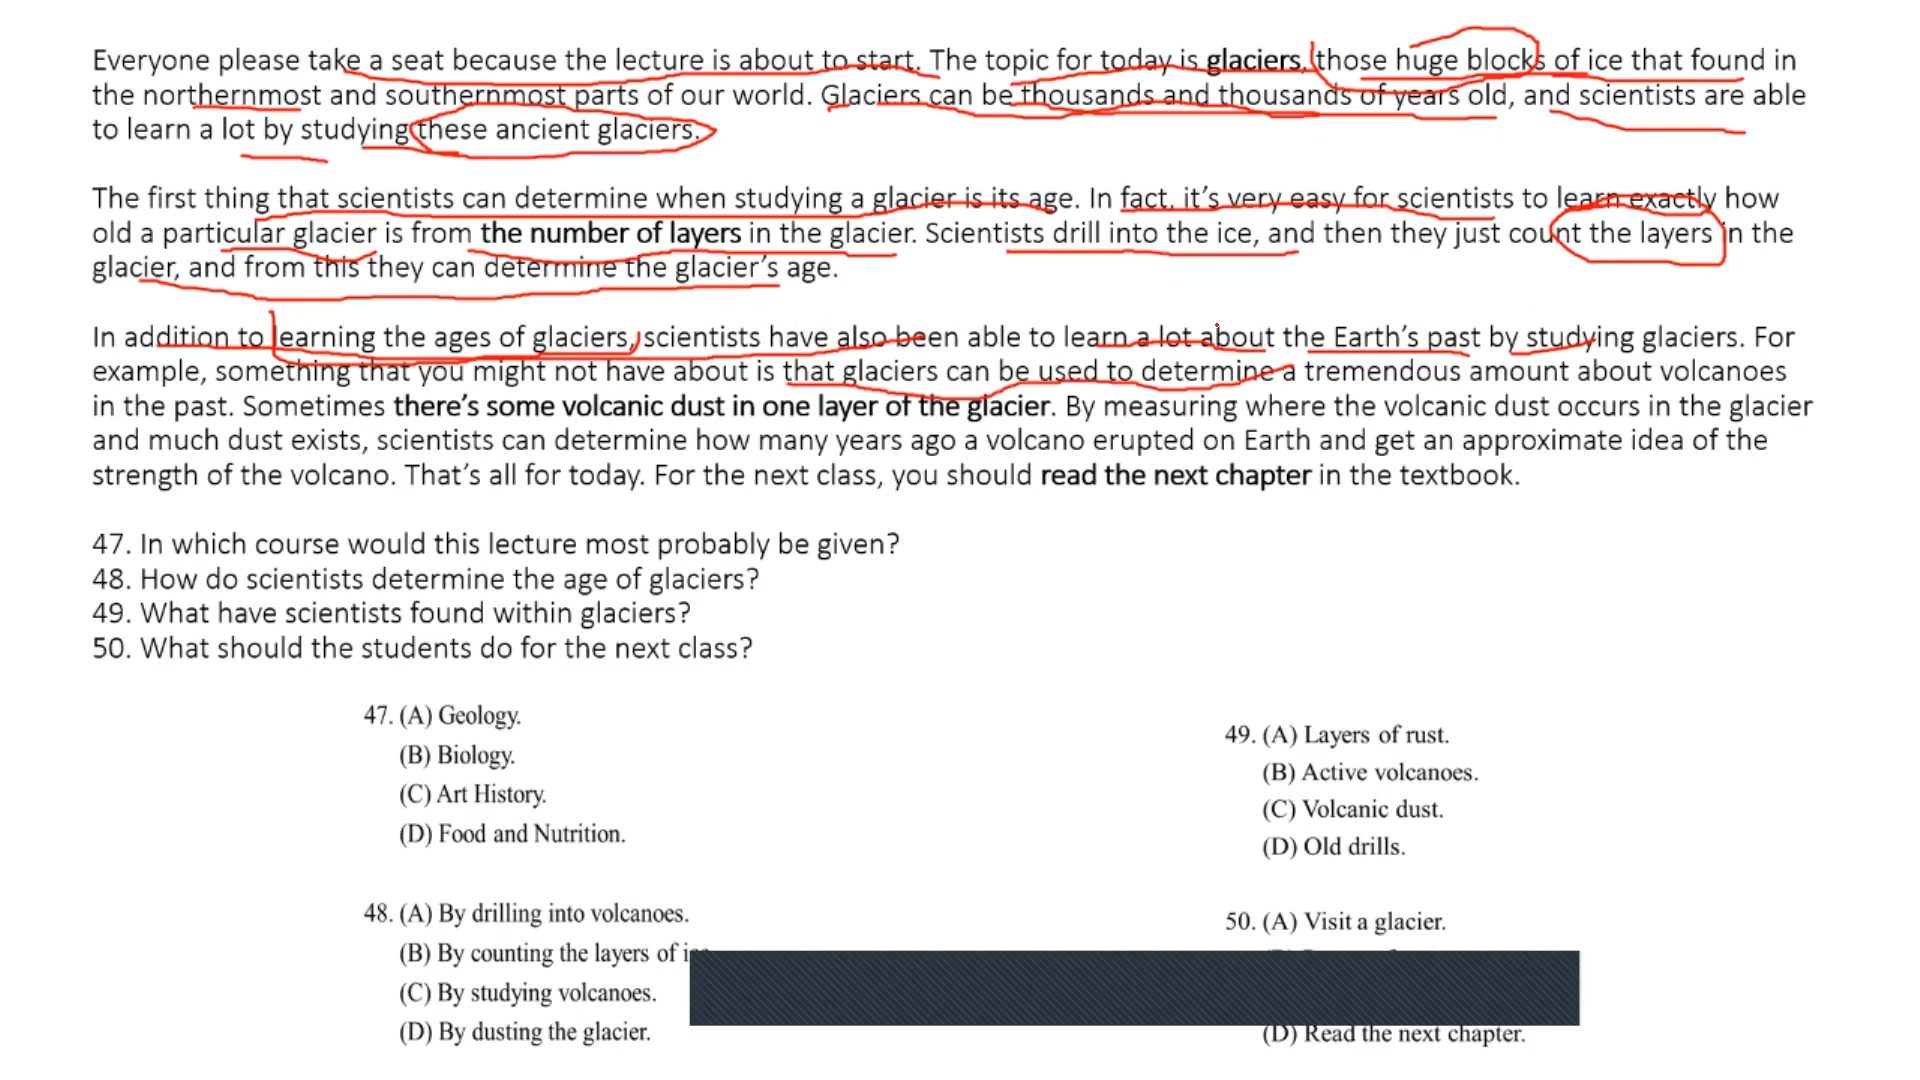 Everyone please take a seat because the lecture is about to start. The topic for today is glaciers, those huge blocks of ice that found in
the northernmost and southernmost parts of our world. Glaciers can be thousands and thousands of years old, and scientists are able
to learn a lot by studying these ancient glaciers.
The first thing that scientists can determine when studying a glacier is its age. In fact, it's very easy for scientists to learn exactly how
old a particular glacier is from the number of layers in the glacier. Scientists drill into the ice, and then they just count the layers in the
glacier, and from this they can determine the glacier's age.
In addition to learning the ages of glaciers, scientists have also been able to learn a lot about the Earth's past by studying glaciers. For
example, something that you might not have about is that glaciers can be used to determine a tremendous amount about volcanoes
in the past. Sometimes there's some volcanic dust in one layer of the glacier. By measuring where the volcanic dust occurs in the glacier
and much dust exists, scientists can determine how many years ago a volcano erupted on Earth and get an approximate idea of the
strength of the volcano. That's all for today. For the next class, you should read the next chapter in the textbook.
47. In which course would this lecture most probably be given?
48. How do scientists determine the age of glaciers?
49. What have scientists found within glaciers?
50. What should the students do for the next class?
47. (A) Geology.
(B) Biology.
(C) Art History.
(D) Food and Nutrition.
48. (A) By drilling into volcanoes.
(B) By counting the layers of
(C) By studying volcanoes.
(D) By dusting the glacier.
49. (A) Layers of rust.
(B) Active volcanoes.
(C) Volcanic dust.
(D) Old drills.
50. (A) Visit a glacier.
(D) Read the next chapter.